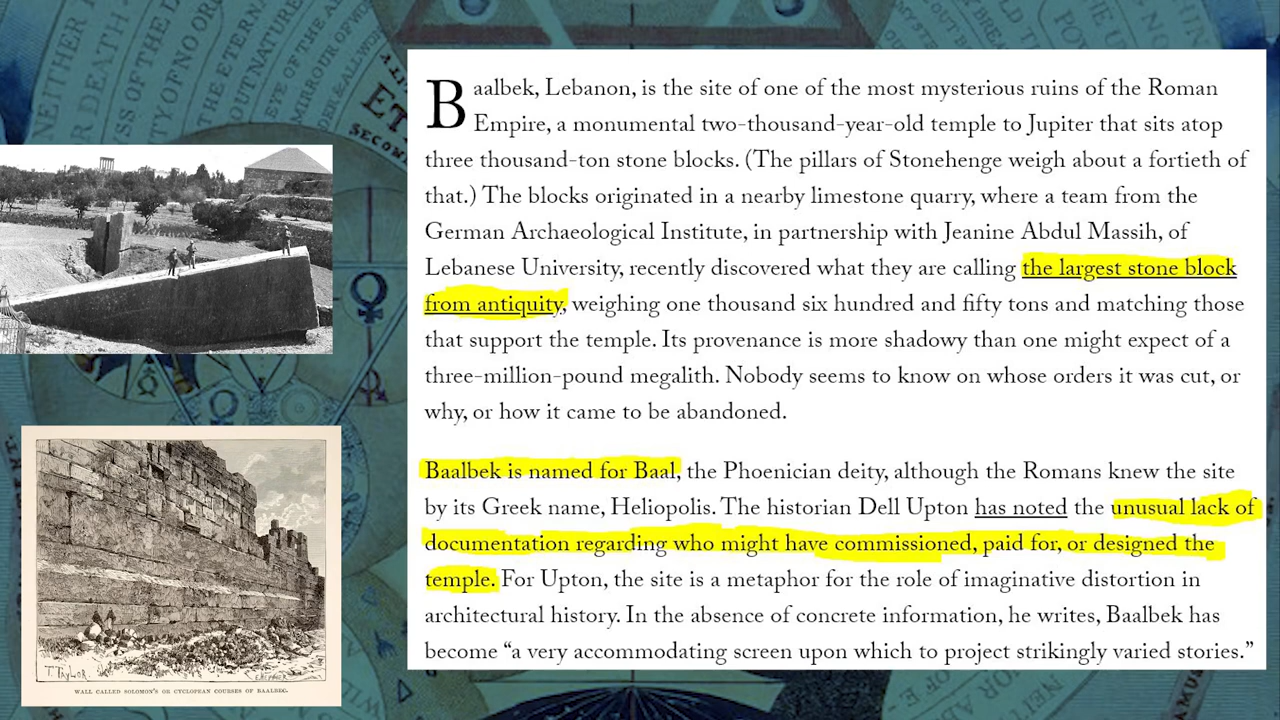 NEITHER
DEATH
Baalbek, Lebanon, is the site of one of the most mysterious ruins of the Roman
Empire, a monumental two-thousand-year-old temple to Jupiter that sits atop
three thousand-ton stone blocks. (The pillars of Stonehenge weigh about a fortieth of
that.) The blocks originated in a nearby limestone quarry, where a team from the
German Archaeological Institute, in partnership with Jeanine Abdul Massih, of
Lebanese University, recently discovered what they are calling the largest stone block
from antiquity, weighing one thousand six hundred and fifty tons and matching those
that support the temple. Its provenance is more shadowy than one might expect of a
three-million-pound megalith. Nobody seems to know on whose orders it was cut, or
why, or how it came to be abandoned.
Baalbek is named for Baal, the Phoenician deity, although the Romans knew the site
by its Greek name, Heliopolis. The historian Dell Upton has noted the unusual lack of
documentation regarding who might have commissioned, paid for, or designed the
temple. For Upton, the site is a metaphor for the role of imaginative distortion in
architectural history. In the absence of concrete information, he writes, Baalbek has
become “a very accommodating screen upon which to project strikingly varied stories.”
T. TAYLOR.
WALL CALLED SOLOMON'S OR CYCLOPEAN COURSES OF BAALBEC.